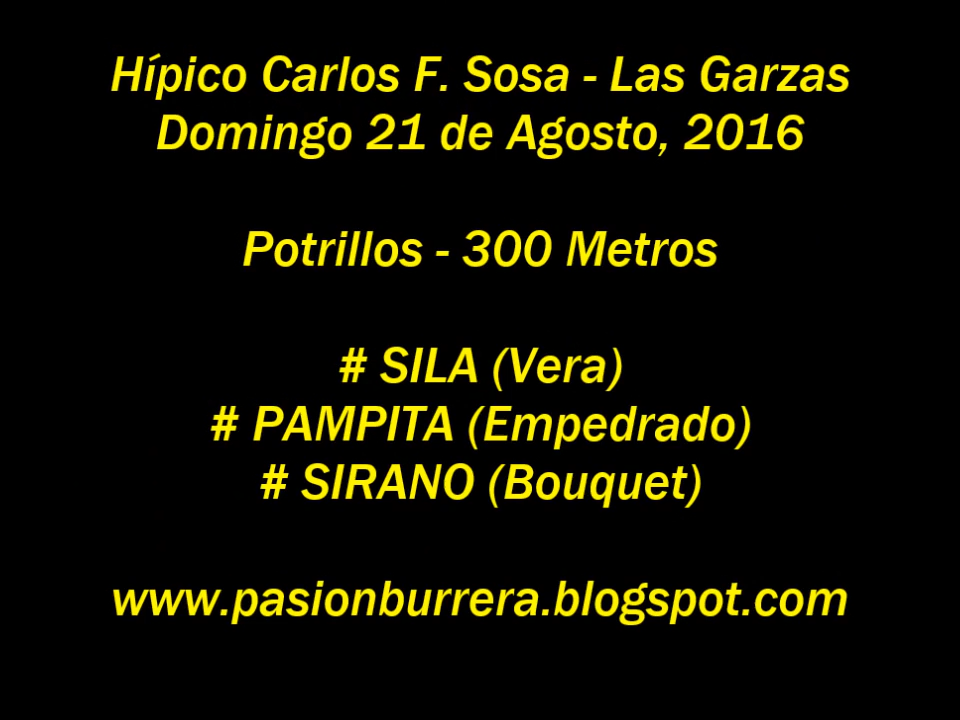 Hípico Carlos F. Sosa - Las Garzas
Domingo 21 de Agosto, 2016
Potrillos - 300 Metros
# SILA (Vera)
# PAMPITA (Empedrado)
# SIRANO (Bouquet)
www.pasionburrera.blogspot.com